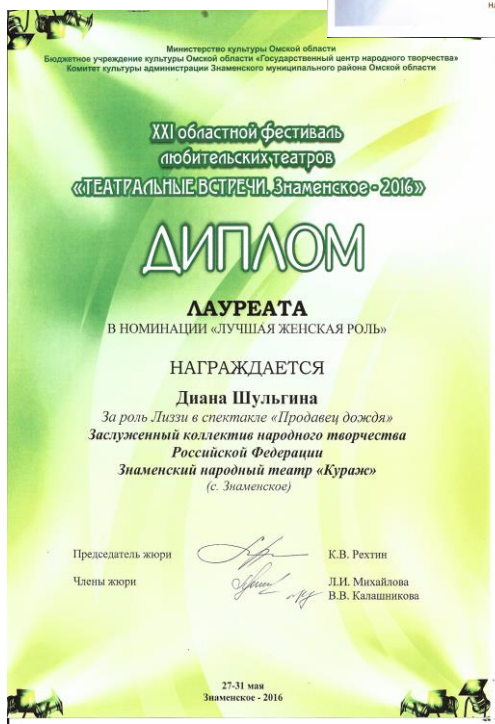 Министерство культуры Омской области
Бюджетное учреждение культуры Омской области «Государственный центр народного творчества»
Комитет культуры администрации Знаменского муниципального района Омской области
XXI областной фестиваль
любительских театров
«ТЕАТРАЛЬНЫЕ ВСТРЕЧИ. Знаменское - 2016»
ДИПЛОМ
ЛАУРЕАТА
В НОМИНАЦИИ «ЛУЧШАЯ ЖЕНСКАЯ РОЛЬ»
НАГРАЖДАЕТСЯ
Диана Шульгина
За роль Лиззи в спектакле «Продавец дождя»
Заслуженный коллектив народного творчества
Российской Федерации
Знаменский народный театр «Кураж»
(с. Знаменское)
Председатель жюри К.В. Рехтин
Члены жюри Л.И. Михайлова
В.В. Калашникова
27-31 мая
Знаменское - 2016